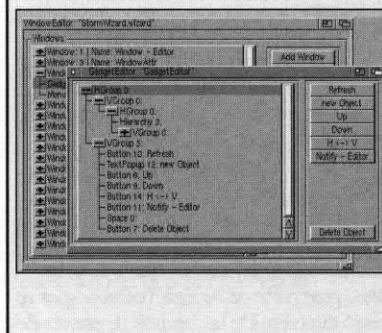 Window Editor: "StormWizard.wizard"
Windows
Window: 1 | Name: Window - Editor
Window: 3 | Name: WindowAttr
Add Window
GadgetEditor "GadgetEditor"
HGroup 0:
VGroup 0:
HGroup 0:
Hierarchy 3:
VGroup 0:
VGroup 5:
Button 10: Refresh
TextPopup 12: new Object
Button 8: Up
Button 9: Down
Button 14: H <-> V
Button 11: Notify - Editor
Space 0:
Button 7: Delete Object
Refresh
new Object
Up
Down
H <-> V
Notify - Editor
Delete Object